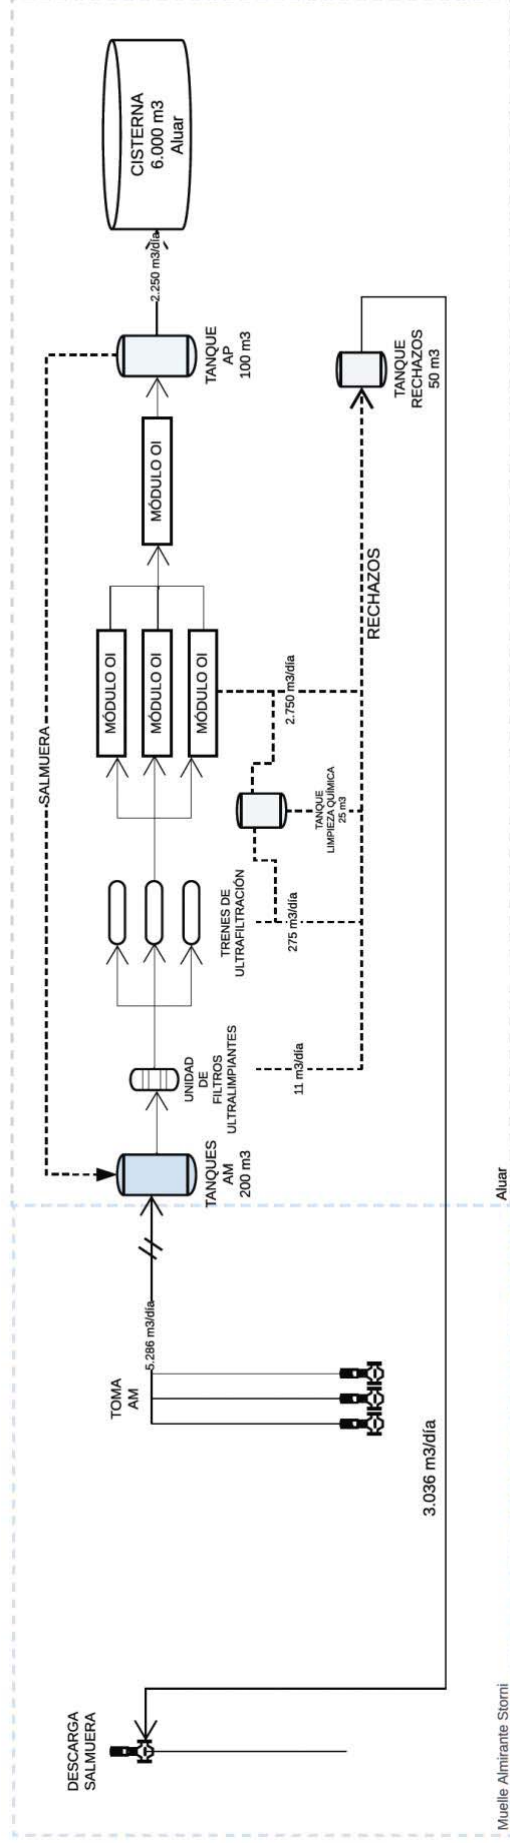 DESCARGA
SALMUERA
Muelle Almirante Storni
3.036 m3/día
TOMA
AM
5.286 m3/día
Aluar
TANQUES
AM
200 m3
SALMUERA
UNIDAD
DE
FILTROS
ULTRALIMPIANTES
11 m3/día
TRENES DE
ULTRAFILTRACIÓN
275 m3/día
TANQUE
LIMPIEZA QUÍMICA
25 m3
MÓDULO OI
MÓDULO OI
MÓDULO OI
2.750 m3/día
RECHAZOS
MÓDULO OI
TANQUE
AP
100 m3
TANQUE
RECHAZOS
50 m3
2.250 m3/día
CISTERNA
6.000 m3
Aluar